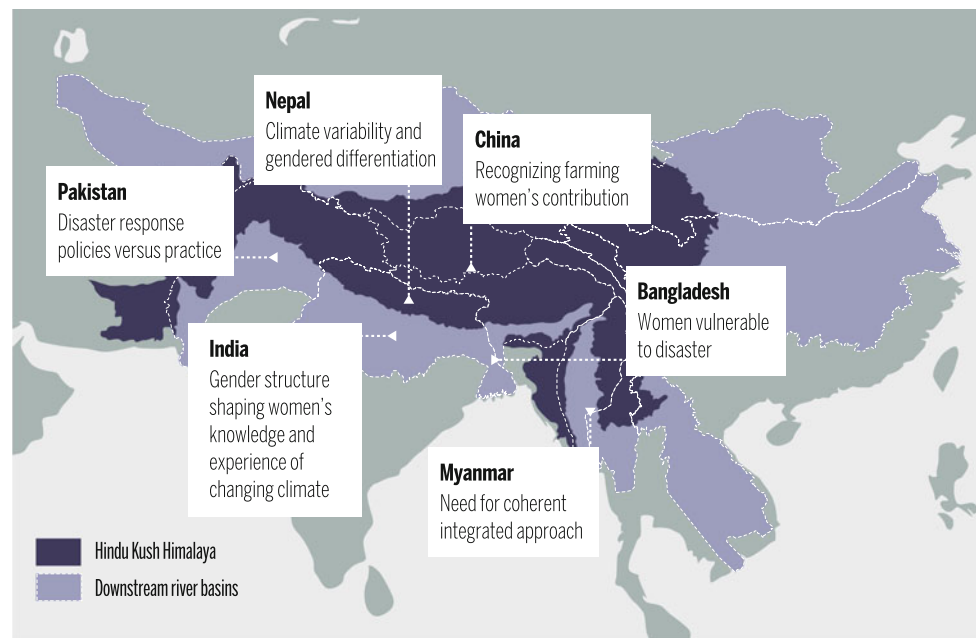 Nepal
Climate variability and
gendered differentiation
China
Recognizing farming
women's contribution
Pakistan
Disaster response
policies versus practice
Bangladesh
Women vulnerable
to disaster
India
Gender structure
shaping women's
knowledge and
experience of
changing climate
Myanmar
Need for coherent
integrated approach
Hindu Kush Himalaya
Downstream river basins